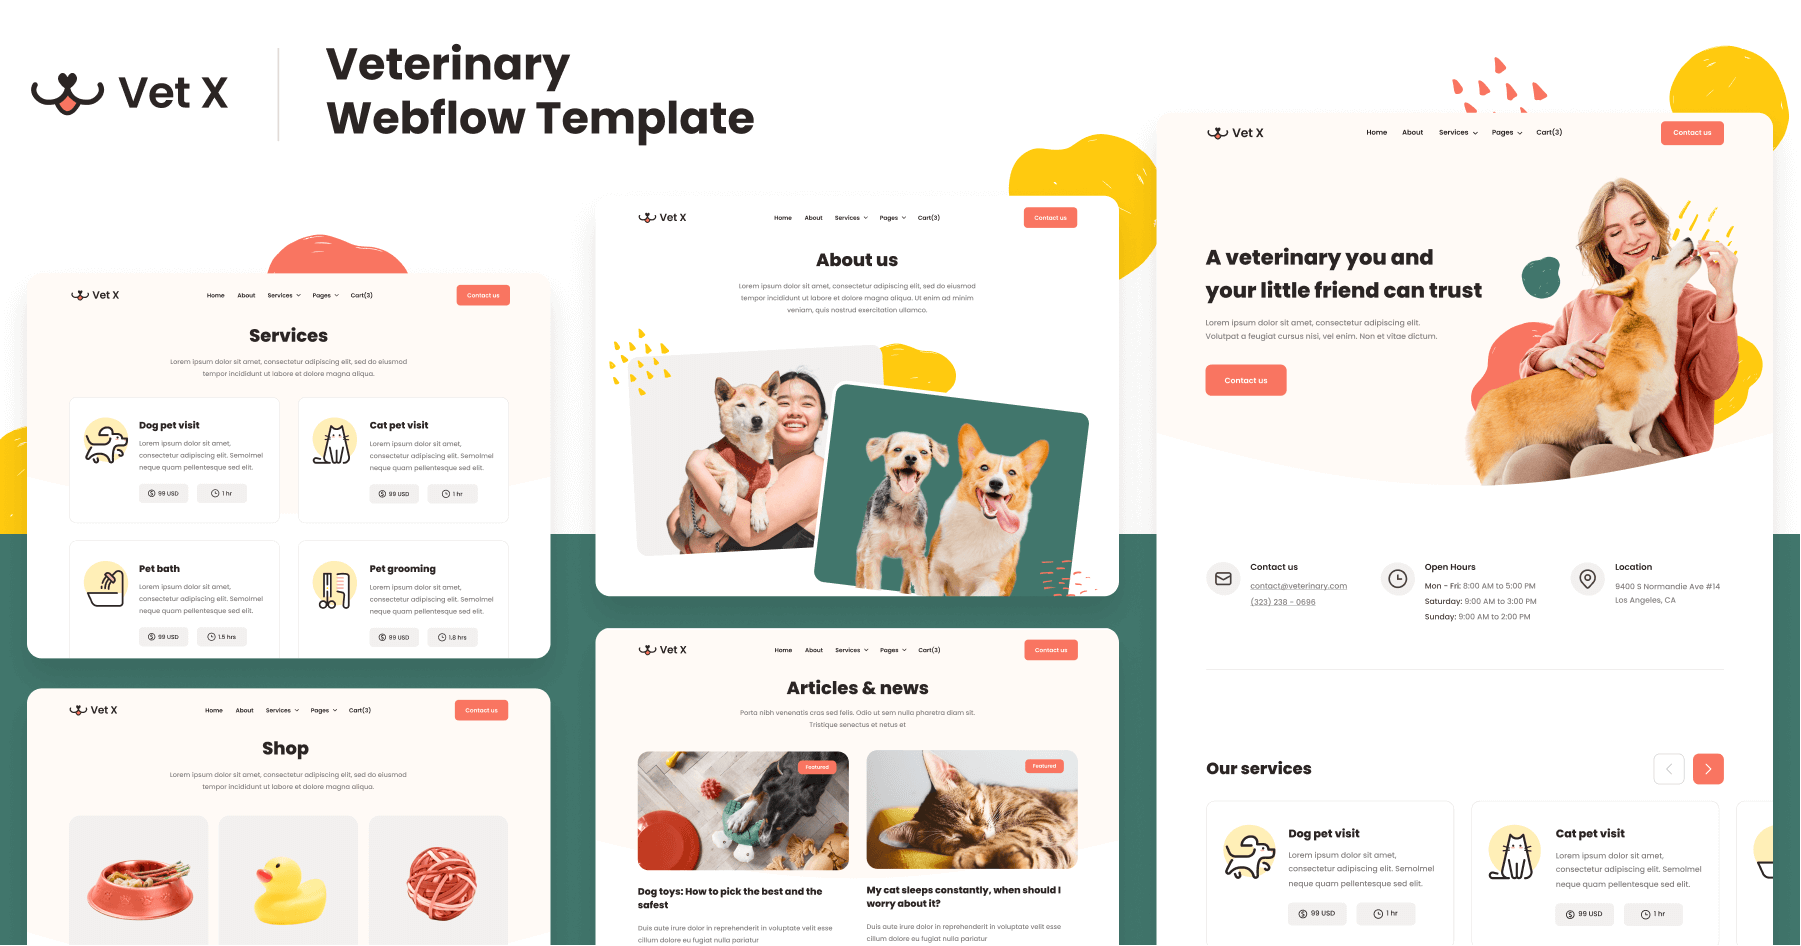 Vet X
Veterinary
Webflow Template
Vet X
Home About Services Pages Cart(3)
Contact us
Services
Lorem ipsum dolor sit amet, consectetur adipiscing elit, sed do eiusmod
tempor incididunt ut labore et dolore magna aliqua.
Dog pet visit
Lorem ipsum dolor sit amet,
consectetur adipiscing elit. Semolmel
neque quam pellentesque sed elit.
99 USD
1 hr
Cat pet visit
Lorem ipsum dolor sit amet,
consectetur adipiscing elit. Semolmel
neque quam pellentesque sed elit.
99 USD
1 hr
Pet bath
Lorem ipsum dolor sit amet,
consectetur adipiscing elit. Semolmel
neque quam pellentesque sed elit.
99 USD
1.5 hrs
Pet grooming
Lorem ipsum dolor sit amet,
consectetur adipiscing elit. Semolmel
neque quam pellentesque sed elit.
99 USD
1.8 hrs
Vet X
Home About Services Pages Cart(3)
Contact us
Shop
Lorem ipsum dolor sit amet, consectetur adipiscing elit, sed do eiusmod
tempor incididunt ut labore et dolore magna aliqua.
Vet X
Home About Services Pages Cart(3)
Contact us
About us
Lorem ipsum dolor sit amet, consectetur adipiscing elit, sed do eiusmod
tempor incididunt ut labore et dolore magna aliqua. Ut enim ad minim
veniam, quis nostrud exercitation ullamco.
Vet X
Home About Services Pages Cart(3)
Contact us
Articles & news
Porta nibh venenatis cras sed felis. Odio ut sem nulla pharetra diam sit.
Tristique senectus et netus et
Featured
Dog toys: How to pick the best and the
safest
Duis aute irure dolor in reprehenderit in voluptate velit esse
cillum dolore eu fugiat nulla pariatur
Featured
My cat sleeps constantly, when should I
worry about it?
Duis aute irure dolor in reprehenderit in voluptate velit esse
cillum dolore eu fugiat nulla pariatur
Vet X
Home About Services Pages Cart(3)
Contact us
A veterinary you and
your little friend can trust
Lorem ipsum dolor sit amet, consectetur adipiscing elit.
Volutpat a feugiat cursus nisi, vel enim. Non et vitae dictum.
Contact us
Contact us
contact@veterinary.com
(323) 238 - 0696
Open Hours
Mon - Fri: 8:00 AM to 5:00 PM
Saturday: 9:00 AM to 3:00 PM
Sunday: 9:00 AM to 2:00 PM
Location
9400 S Normandie Ave #14
Los Angeles, CA
Our services
Dog pet visit
Lorem ipsum dolor sit amet,
consectetur adipiscing elit. Semolmel
neque quam pellentesque sed elit.
99 USD
1 hr
Cat pet visit
Lorem ipsum dolor sit amet,
consectetur adipiscing elit. Semolmel
neque quam pellentesque sed elit.
99 USD
1 hr